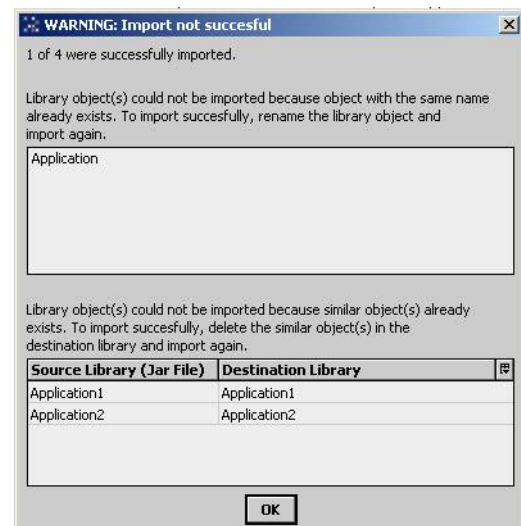 WARNING: Import not succesful
1 of 4 were successfully imported.
Library object(s) could not be imported because object with the same name
already exists. To import succesfully, rename the library object and
import again.
Application
Library object(s) could not be imported because similar object(s) already
exists. To import succesfully, delete the similar object(s) in the
destination library and import again.
Source Library (Jar File) Destination Library
Application1 Application1
Application2 Application2
OK